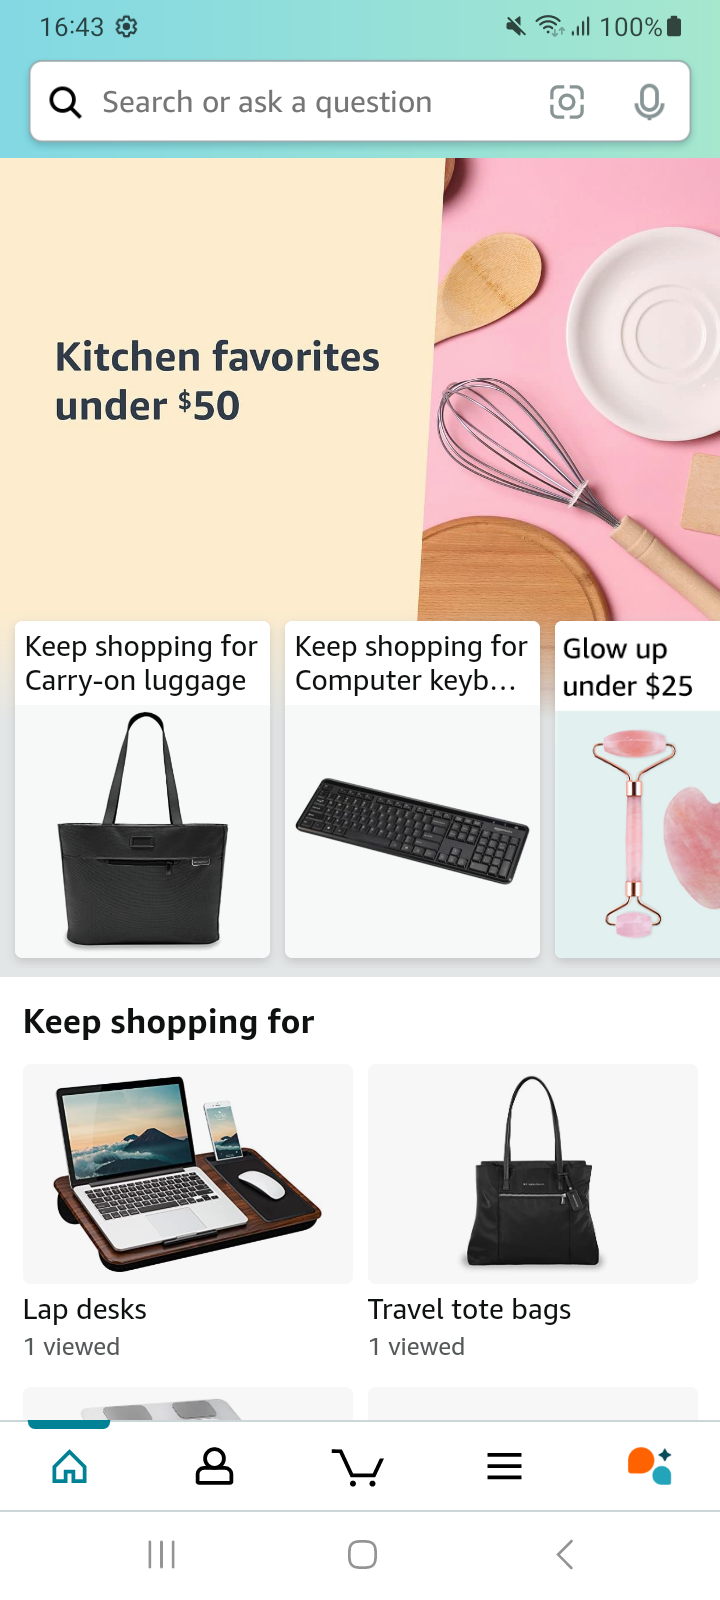 16:43
100%
Search or ask a question
Kitchen favorites
under $50
Keep shopping for
Carry-on luggage
Keep shopping for
Computer keyb...
Glow up
under $25
Keep shopping for
Lap desks
1 viewed
Travel tote bags
1 viewed